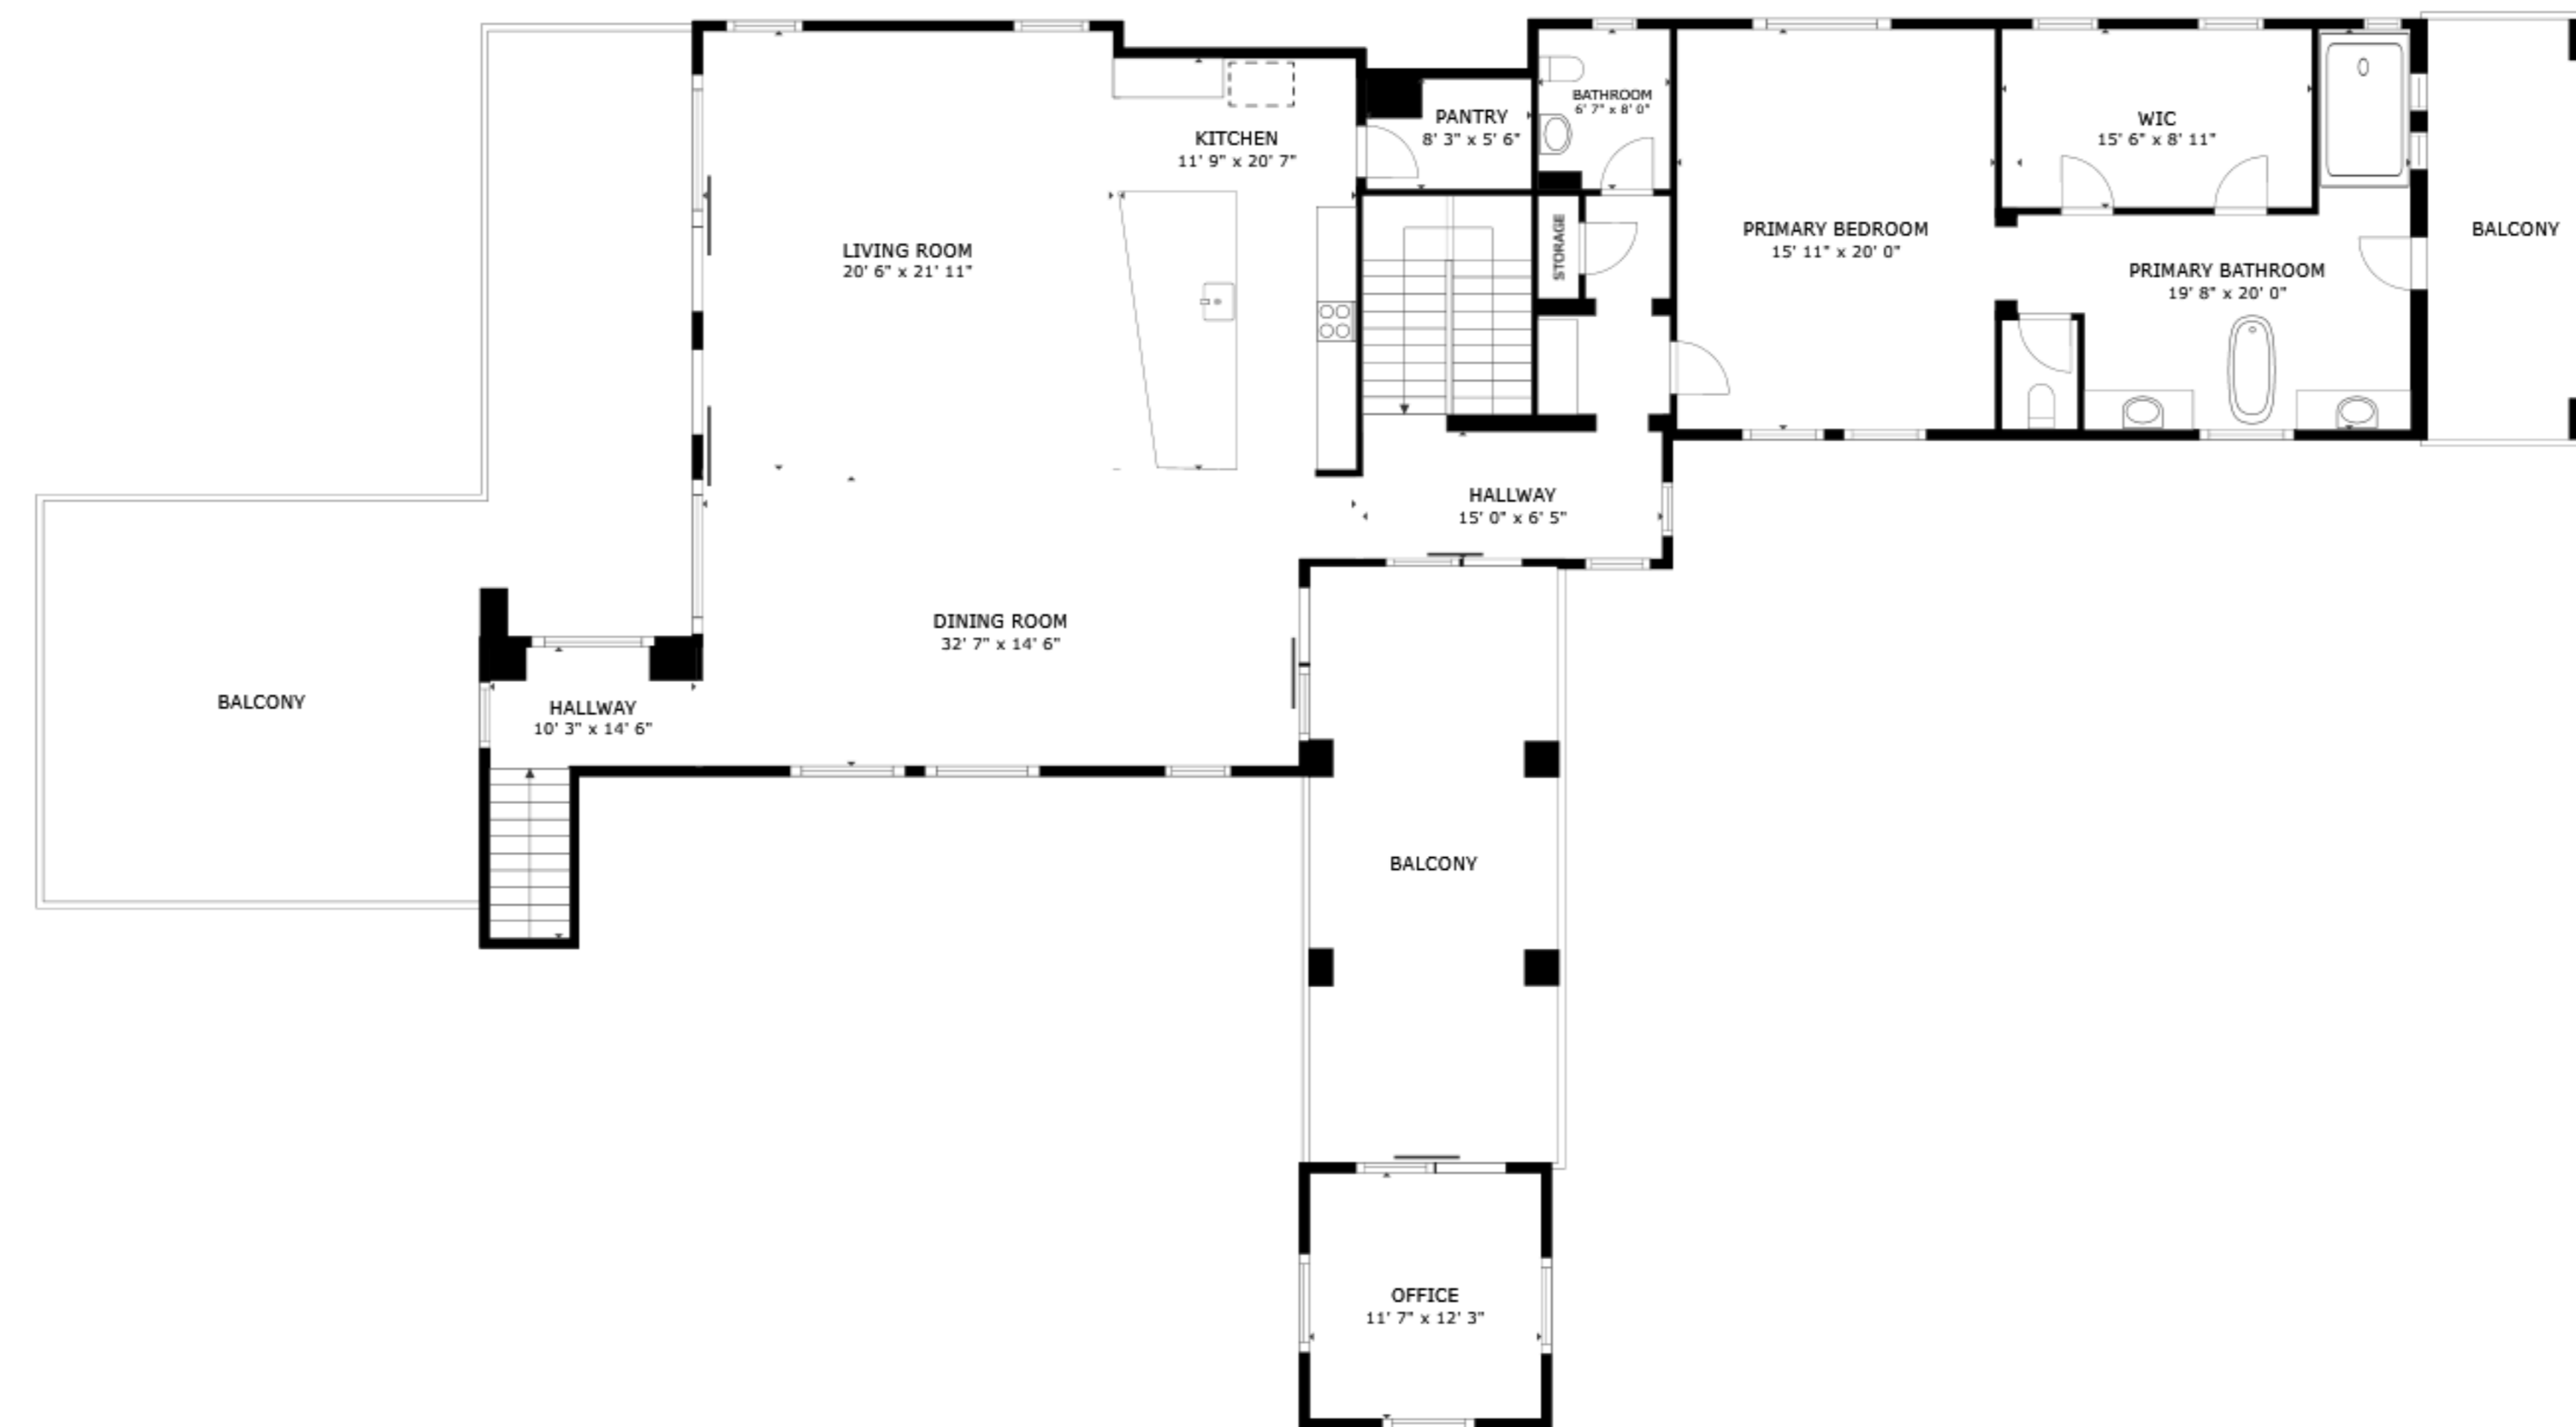 KITCHEN
11' 9" x 20' 7"
PANTRY
8' 3" x 5' 6"
BATHROOM
6' 7" x 8' 0"
WIC
15' 6" x 8' 11"
LIVING ROOM
20' 6" x 21' 11"
STORAGE
PRIMARY BEDROOM
15' 11" x 20' 0"
PRIMARY BATHROOM
19' 8" x 20' 0"
BALCONY
HALLWAY
15' 0" x 6' 5"
DINING ROOM
32' 7" x 14' 6"
BALCONY
HALLWAY
10' 3" x 14' 6"
BALCONY
OFFICE
11' 7" x 12' 3"